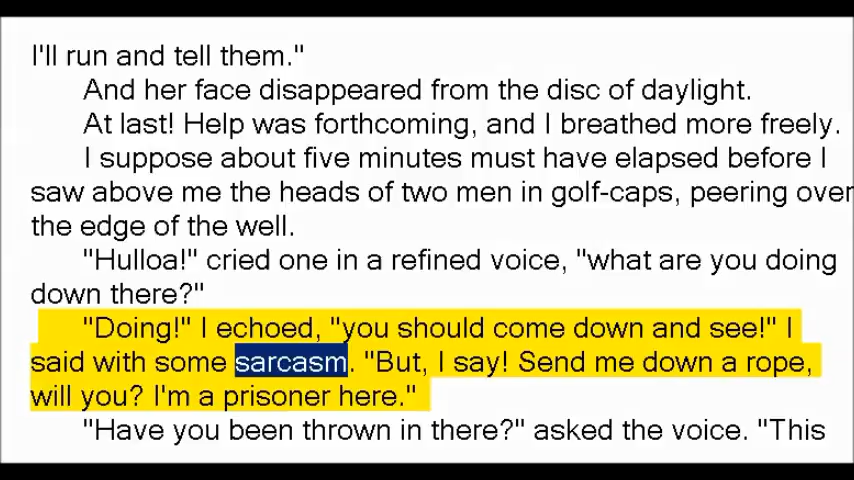 I'll run and tell them."
And her face disappeared from the disc of daylight.
At last! Help was forthcoming, and I breathed more freely.
I suppose about five minutes must have elapsed before I
saw above me the heads of two men in golf-caps, peering over
the edge of the well.
"Hulloa!" cried one in a refined voice, "what are you doing
down there?"
"Doing!" I echoed, "you should come down and see!" I
said with some sarcasm. "But, I say! Send me down a rope,
will you? I'm a prisoner here."
"Have you been thrown in there?" asked the voice. "This